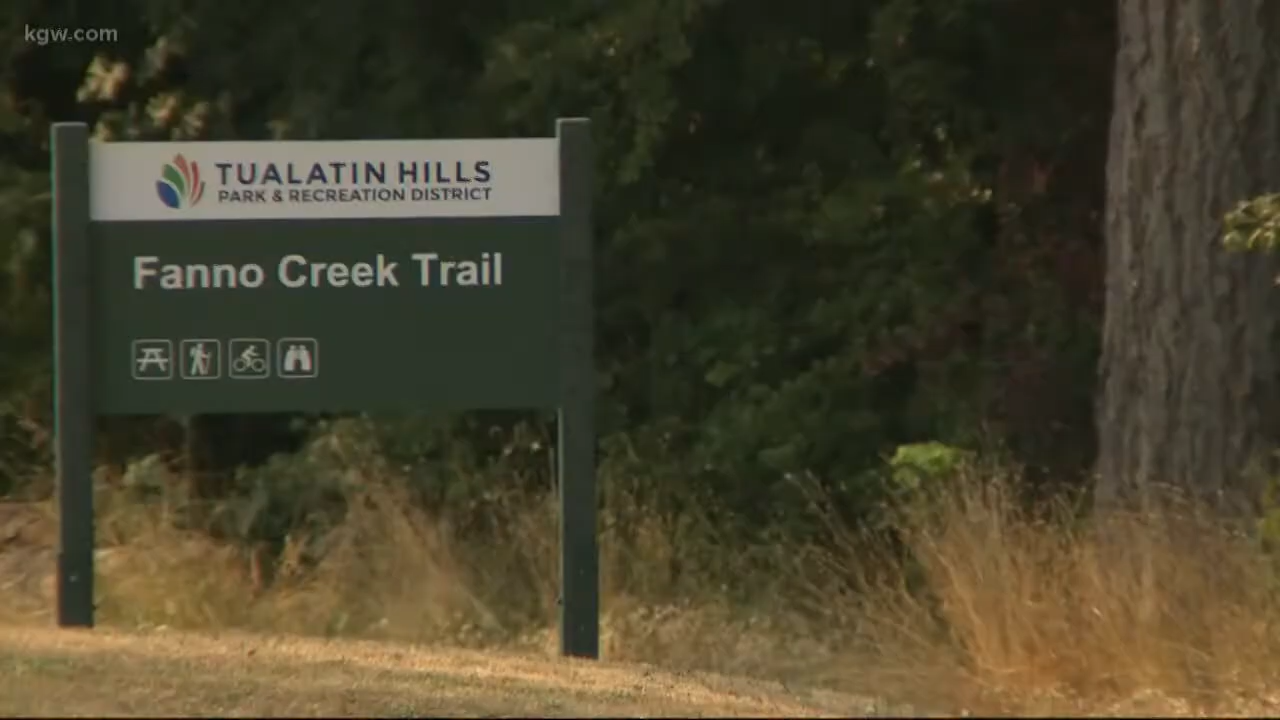 kgw.com
TUALATIN HILLS
PARK & RECREATION DISTRICT
Fanno Creek Trail